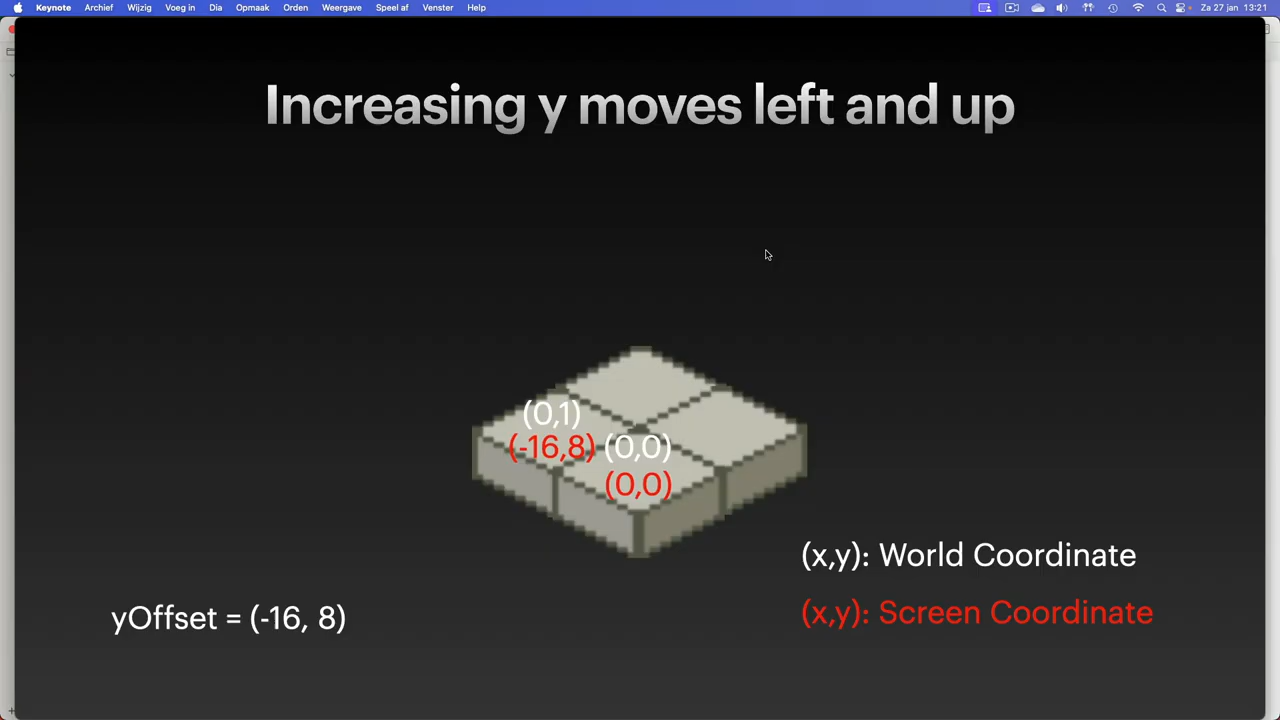 Keynote Archief Wijzig Voeg in Dia Opmaak Orden Weergave Speel af Venster Help Za 27 jan 13:21
Increasing y moves left and up
(0,1)
(-16,8) (0,0)
(0,0)
(x,y): World Coordinate
yOffset = (-16, 8)
(x,y): Screen Coordinate